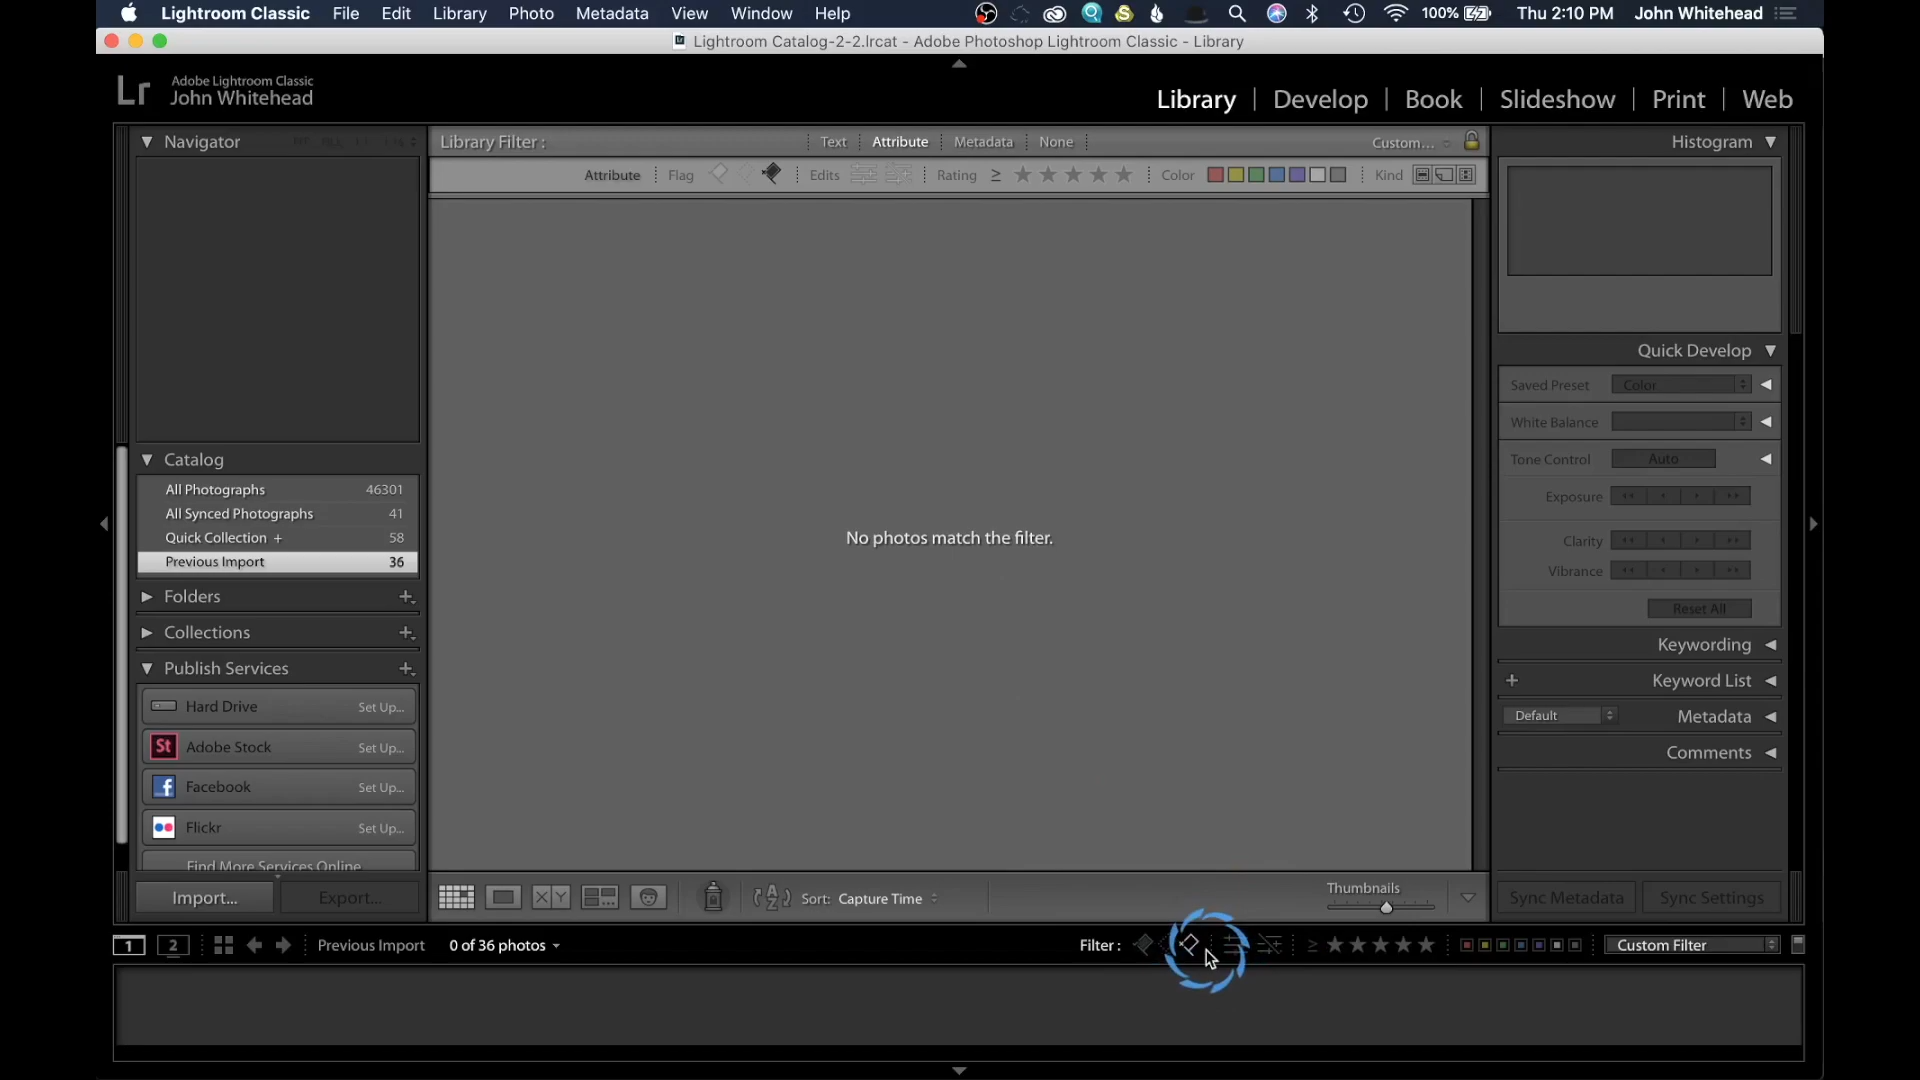 Lightroom Classic File Edit Library Photo Metadata View Window Help 100% Thu 2:10 PM John Whitehead
Lightroom Catalog-2-2.lrcat - Adobe Photoshop Lightroom Classic - Library
Lr Adobe Lightroom Classic
John Whitehead
Library | Develop | Book | Slideshow | Print | Web
Navigator
Library Filter : Text Attribute Metadata None Custom...
Histogram
Attribute Flag Edits Rating ≥ Color Kind
Quick Develop
Saved Preset Color
White Balance
Tone Control Auto
Exposure
Clarity
Vibrance
Reset All
Catalog
All Photographs 46301
All Synced Photographs 41
Quick Collection + 58
Previous Import 36
No photos match the filter.
Folders +
Collections +
Publish Services +
Hard Drive Set Up...
St Adobe Stock Set Up...
f Facebook Set Up...
Flickr Set Up...
Find More Services Online
Keywording
+ Keyword List
Default Metadata
Comments
Import... Export...
XY AZ Sort: Capture Time
Thumbnails
Sync Metadata Sync Settings
1 2 Previous Import 0 of 36 photos
Filter : ≥ Custom Filter